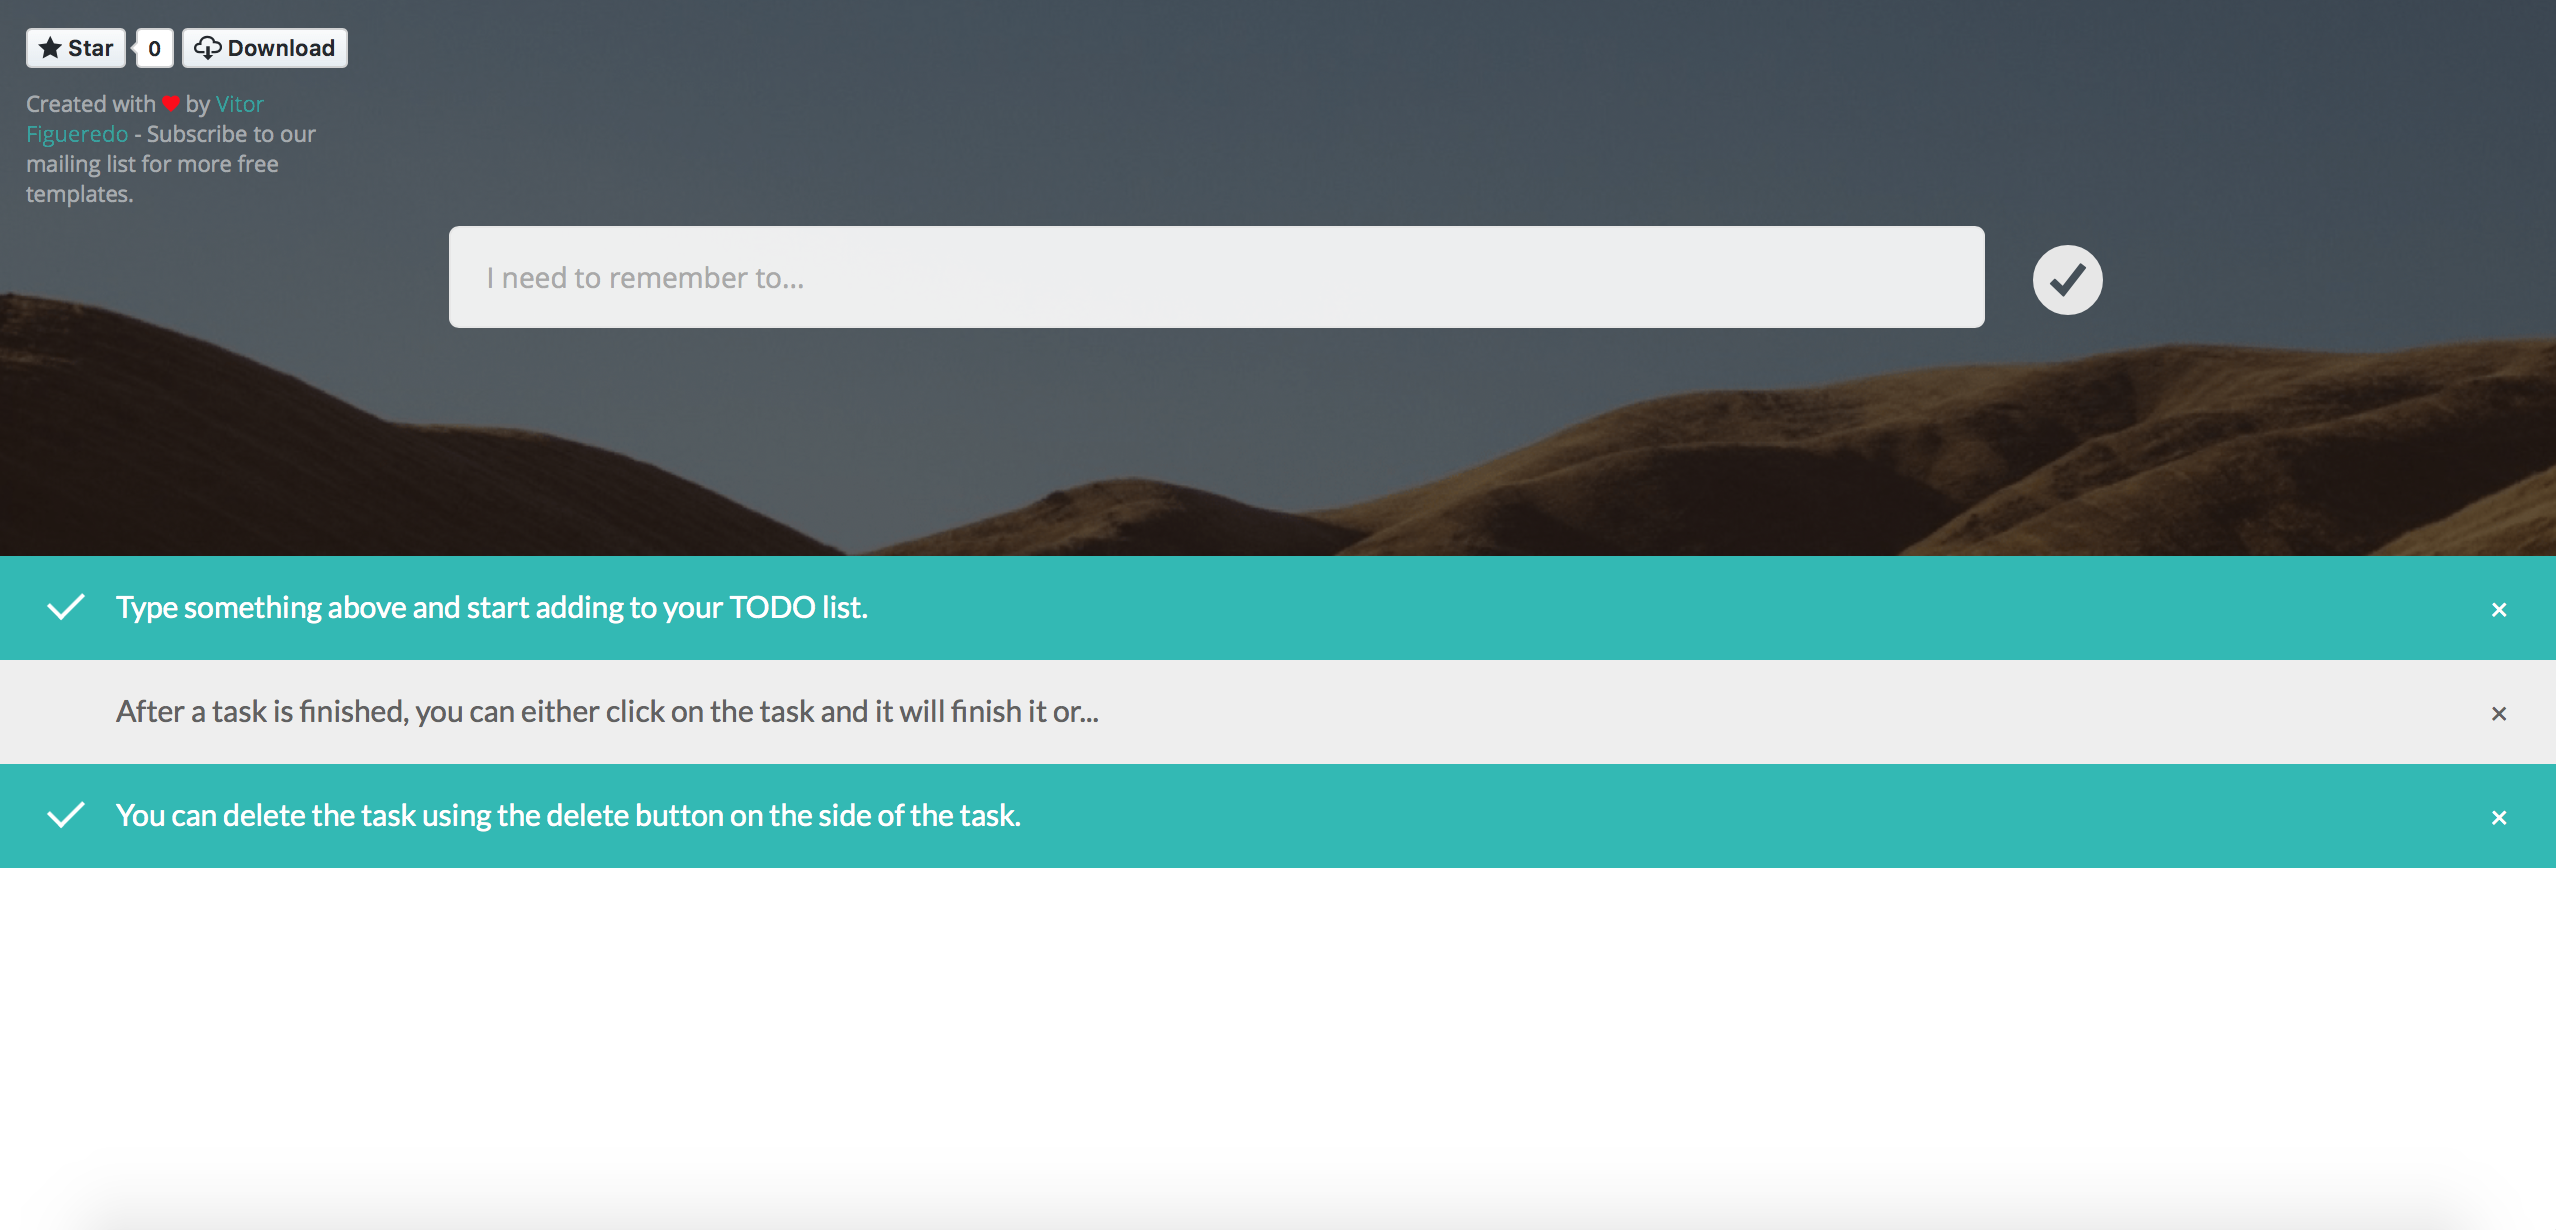 Star 0 Download
Created with by Vitor
Figueredo - Subscribe to our
mailing list for more free
templates.
I need to remember to...
Type something above and start adding to your TODO list.
After a task is finished, you can either click on the task and it will finish it or...
You can delete the task using the delete button on the side of the task.